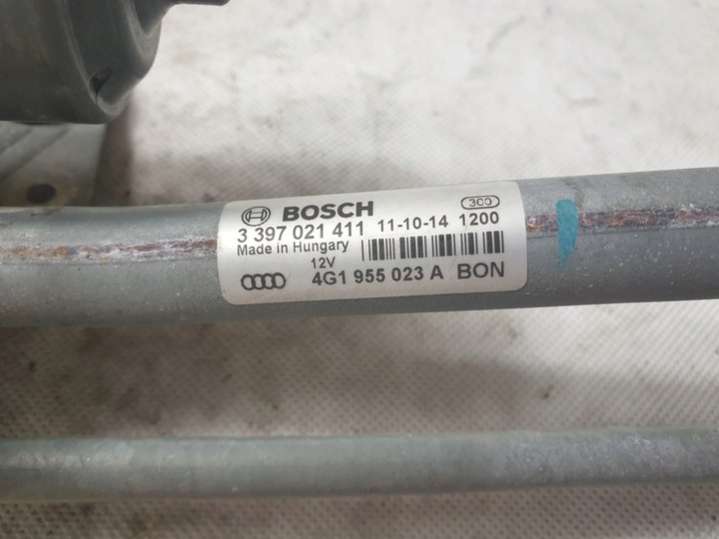 BOSCH 3C0
3 397 021 411 11-10-14 1200
Made in Hungary
12V
4G1 955 023 A BON